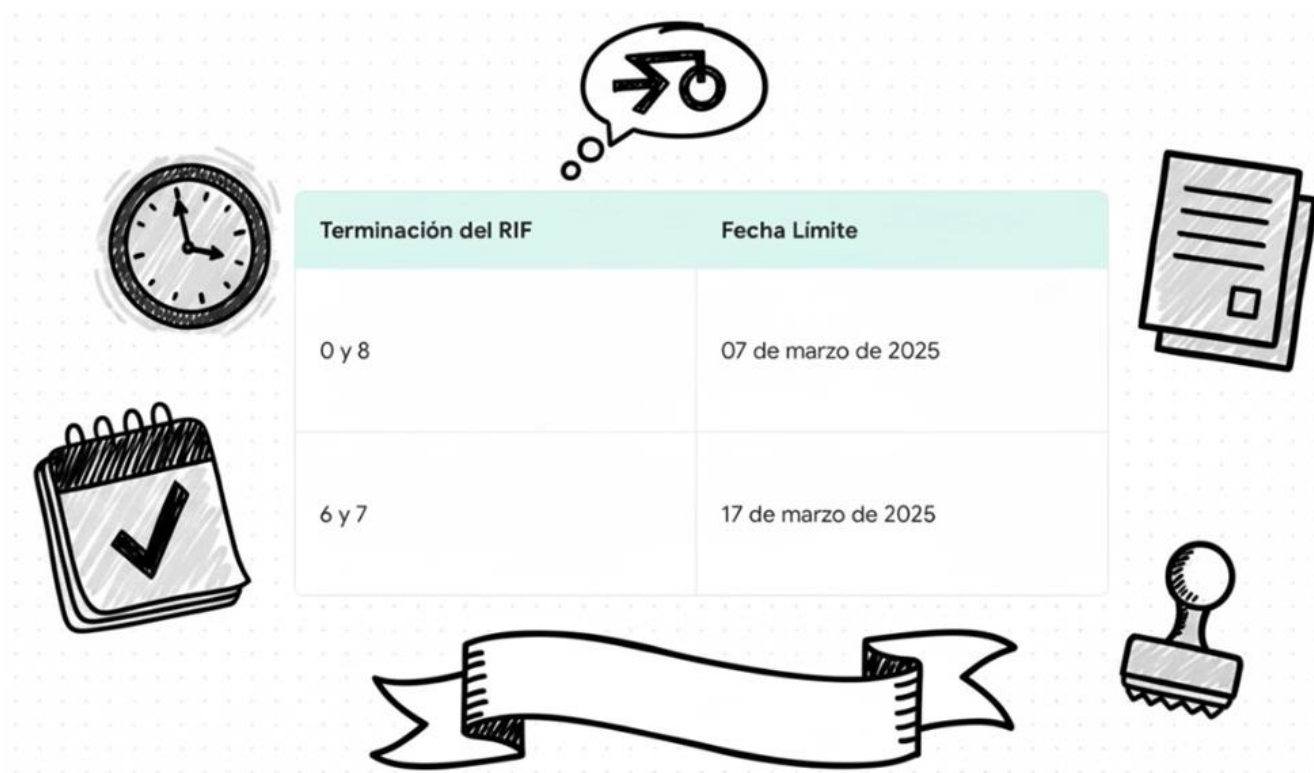 Terminación del RIF
Fecha Límite
0 y 8
07 de marzo de 2025
6 y 7
17 de marzo de 2025